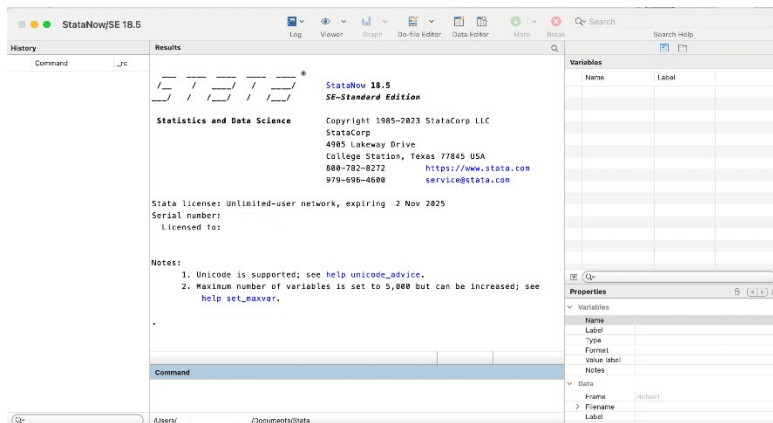 StataNow/SE 18.5
Log
Viewer
Graph
Do-file Editor
Data Editor
More
Break
Search
Search Help
History
Command
_rc
Results
®
StataNow 18.5
SE—Standard Edition
Statistics and Data Science
Copyright 1985-2023 StataCorp LLC
StataCorp
4905 Lakeway Drive
College Station, Texas 77845 USA
800-782-8272 https://www.stata.com
979-696-4600 service@stata.com
Stata license: Unlimited-user network, expiring 2 Nov 2025
Serial number:
Licensed to:
Notes:
1. Unicode is supported; see help unicode_advice.
2. Maximum number of variables is set to 5,000 but can be increased; see
help set_maxvar.
.
Command
/Users/ /Documents/Stata
Variables
Name
Label
Properties
Variables
Name
Label
Type
Format
Value label
Notes
Data
Frame default
Filename
Label